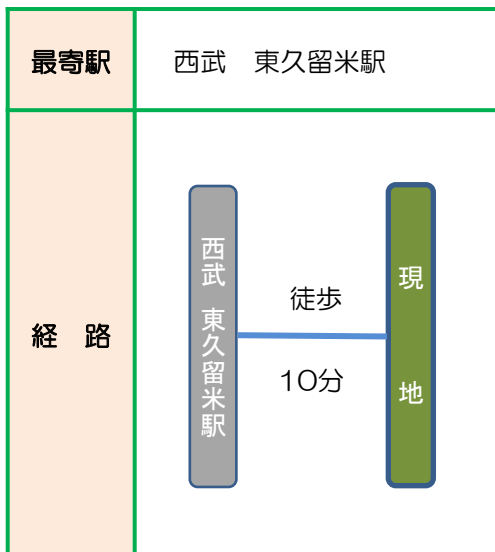 最寄駅
西武　東久留米駅
経　路
西武　東久留米駅
徒歩
10分
現　地